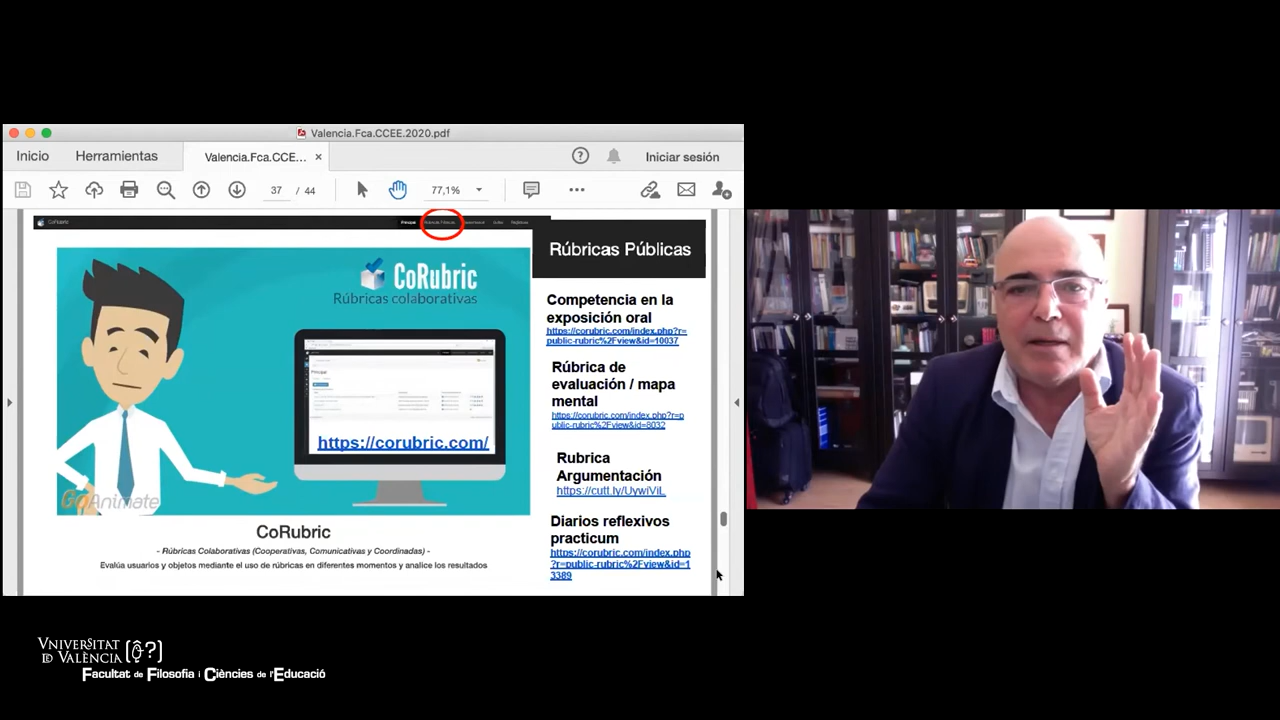 Valencia.Fca.CCEE.2020.pdf
Inicio
Herramientas
Valencia.Fca.CCE...
Iniciar sesión
37 / 44
77,1%
CoRubric
Principal
Rúbricas Públicas
CoRubric
Rúbricas colaborativas
Principal
https://corubric.com/
GoAnimate
CoRubric
- Rúbricas Colaborativas (Cooperativas, Comunicativas y Coordinadas) -
Evalúa usuarios y objetos mediante el uso de rúbricas en diferentes momentos y analice los resultados
Rúbricas Públicas
Competencia en la
exposición oral
https://corubric.com/index.php?r=
public-rubric%2Fview&id=10037
Rúbrica de
evaluación / mapa
mental
https://corubric.com/index.php?r=p
ublic-rubric%2Fview&id=8032
Rubrica
Argumentación
https://cutt.ly/UywiViL
Diarios reflexivos
practicum
https://corubric.com/index.php
?r=public-rubric%2Fview&id=1
3389
VNIVERSITAT
DE VALÈNCIA
Facultat de Filosofia i Ciències de l'Educació